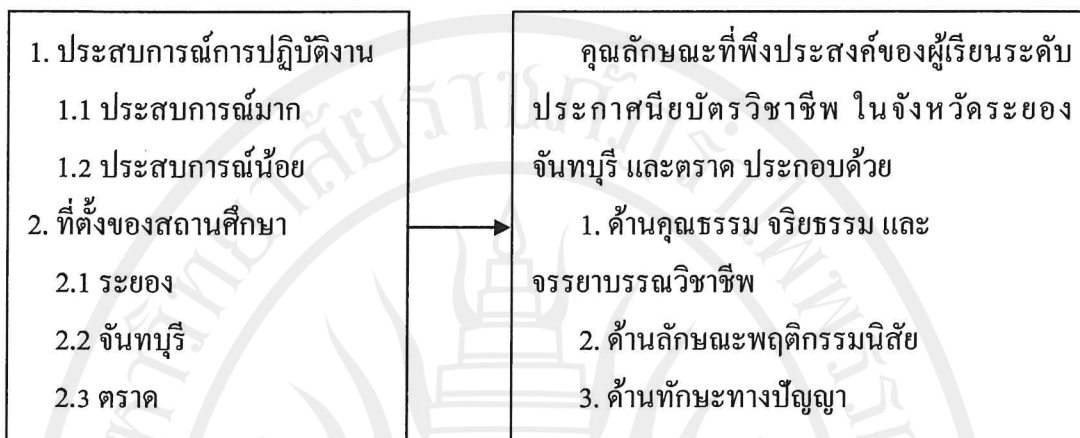 1. ประสบการณ์การปฏิบัติงาน
1.1 ประสบการณ์มาก
1.2 ประสบการณ์น้อย
2. ที่ตั้งของสถานศึกษา
2.1 ระยอง
2.2 จันทบุรี
2.3 ตราด
คุณลักษณะที่พึงประสงค์ของผู้เรียนระดับ
ประกาศนียบัตรวิชาชีพ ในจังหวัดระยอง
จันทบุรี และตราด ประกอบด้วย
1. ด้านคุณธรรม จริยธรรม และ
จรรยาบรรณวิชาชีพ
2. ด้านลักษณะพฤติกรรมนิสัย
3. ด้านทักษะทางปัญญา